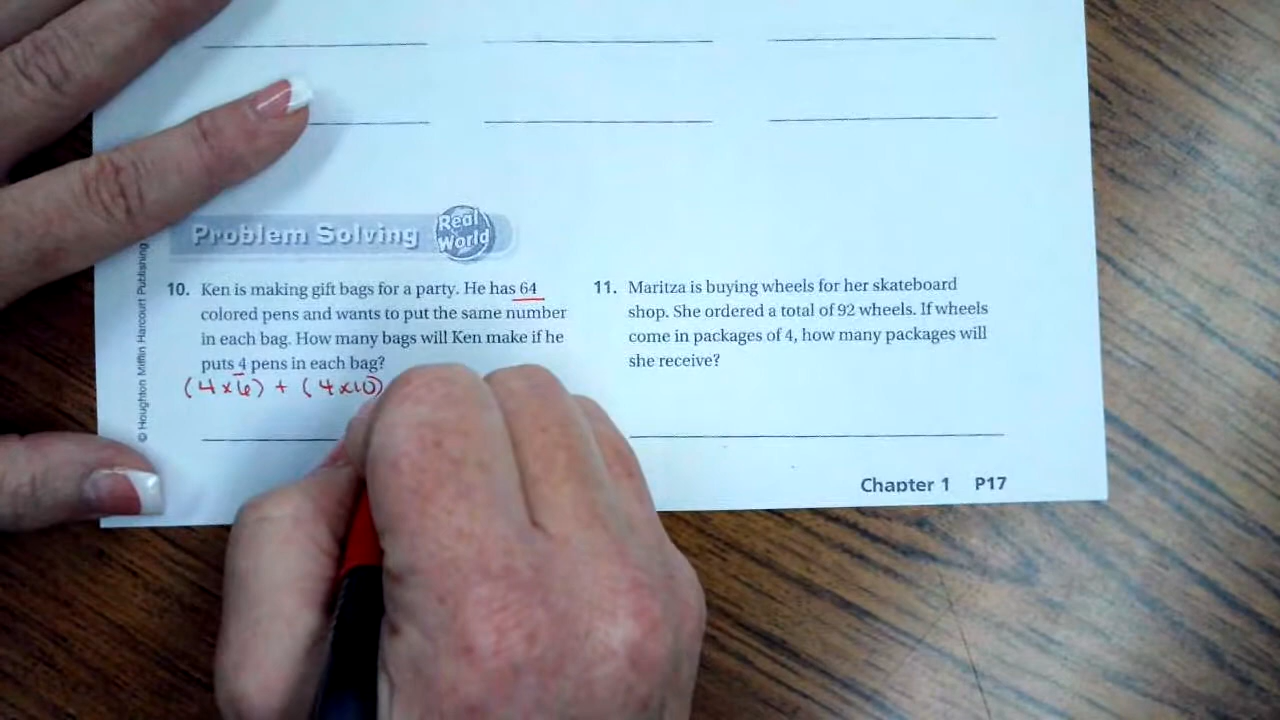 Problem Solving Real World
10. Ken is making gift bags for a party. He has 64
colored pens and wants to put the same number
in each bag. How many bags will Ken make if he
puts 4 pens in each bag?
(4×6) + (4×10)
11. Maritza is buying wheels for her skateboard
shop. She ordered a total of 92 wheels. If wheels
come in packages of 4, how many packages will
she receive?
Chapter 1 P17
© Houghton Mifflin Harcourt Publishing